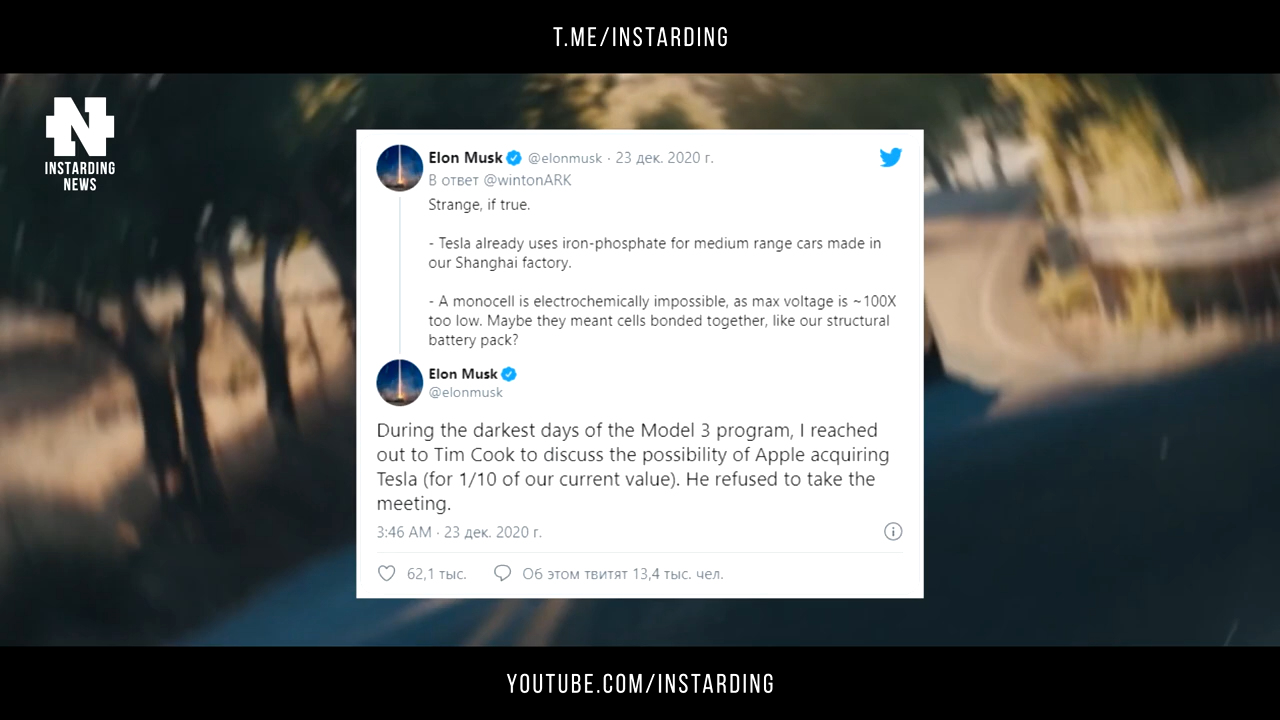 T.ME/INSTARDING
INSTARDING
NEWS
Elon Musk @elonmusk · 23 дек. 2020 г.
В ответ @wintonARK
Strange, if true.
- Tesla already uses iron-phosphate for medium range cars made in
our Shanghai factory.
- A monocell is electrochemically impossible, as max voltage is ~100X
too low. Maybe they meant cells bonded together, like our structural
battery pack?
Elon Musk
@elonmusk
During the darkest days of the Model 3 program, I reached
out to Tim Cook to discuss the possibility of Apple acquiring
Tesla (for 1/10 of our current value). He refused to take the
meeting.
3:46 AM · 23 дек. 2020 г.
62,1 тыс. Об этом твитят 13,4 тыс. чел.
YOUTUBE.COM/INSTARDING